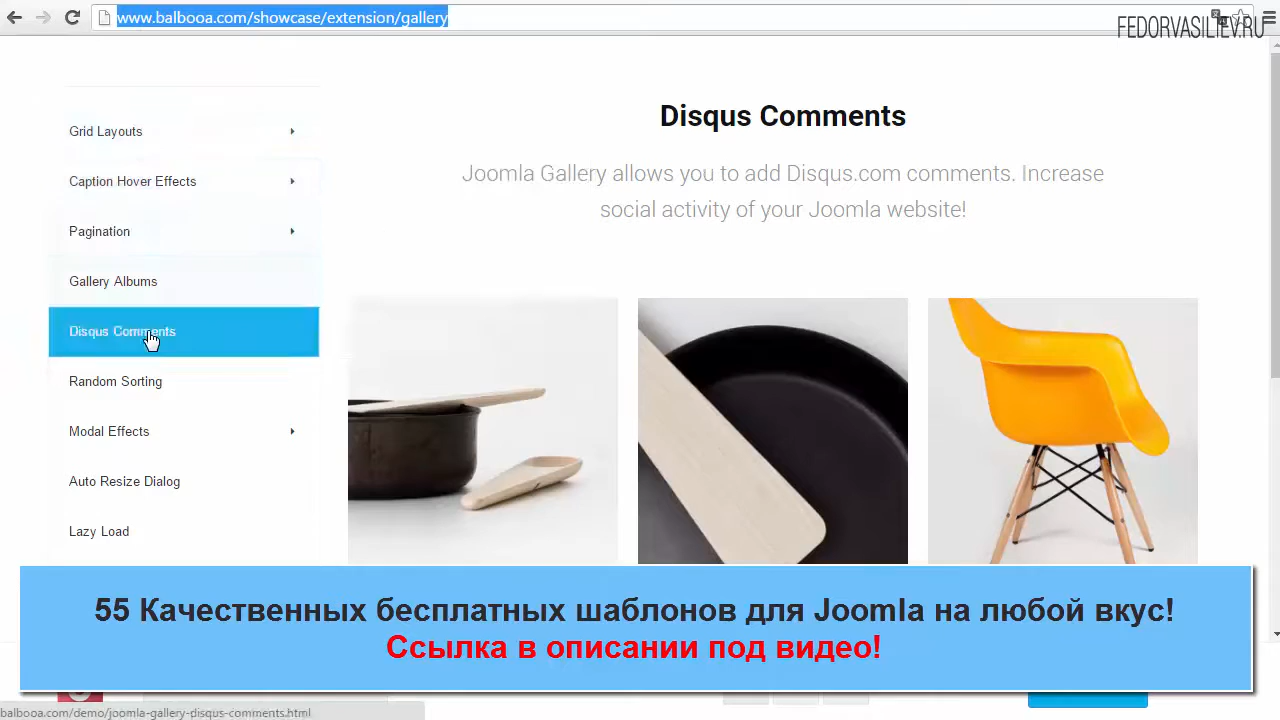 www.balbooa.com/showcase/extension/gallery
FEDORVASILIEV.RU
Grid Layouts
Caption Hover Effects
Pagination
Gallery Albums
Disqus Comments
Random Sorting
Modal Effects
Auto Resize Dialog
Lazy Load
Disqus Comments
Joomla Gallery allows you to add Disqus.com comments. Increase
social activity of your Joomla website!
55 Качественных бесплатных шаблонов для Joomla на любой вкус!
Ссылка в описании под видео!
balbooa.com/demo/joomla-gallery-disqus-comments.html